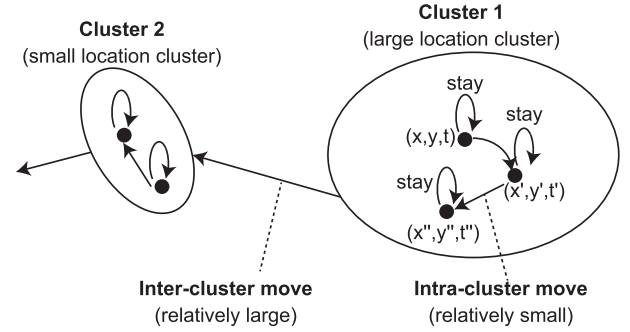 Cluster 2
(small location cluster)
Cluster 1
(large location cluster)
stay
stay
(x,y,t)
stay
(x',y',t')
(x'',y'',t'')
Inter-cluster move
(relatively large)
Intra-cluster move
(relatively small)